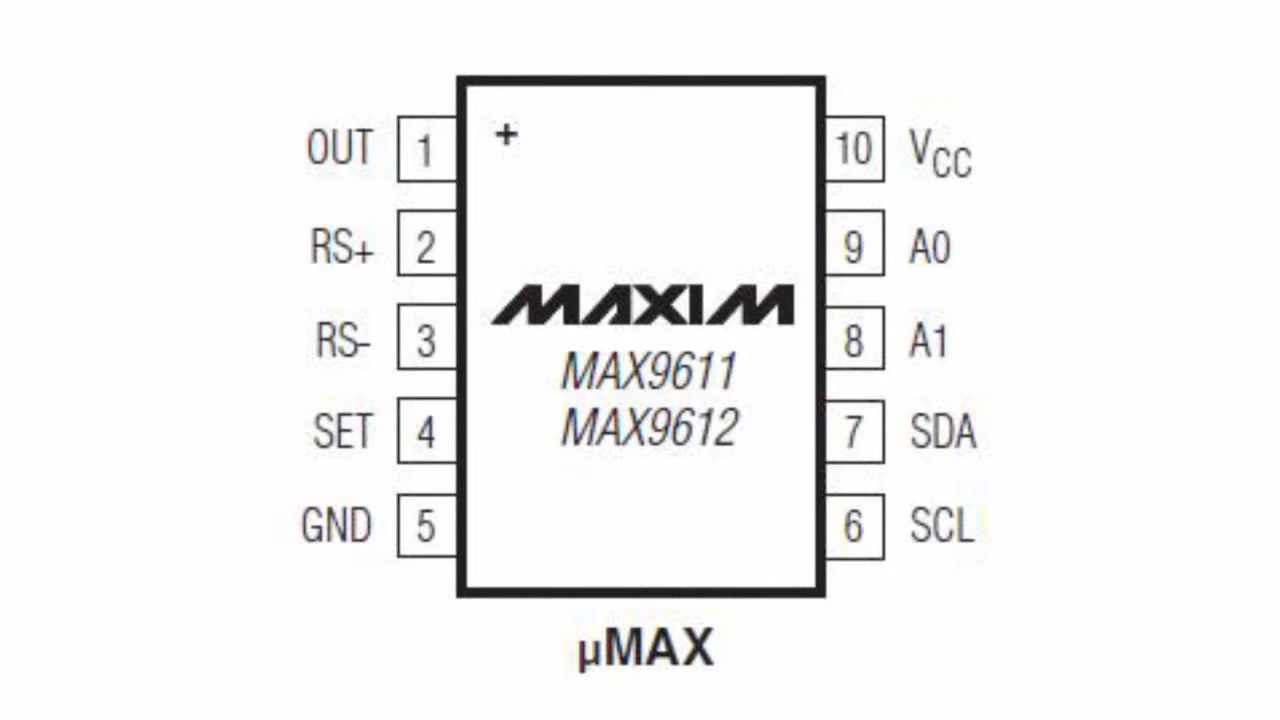 OUT 1 + 10 VCC
RS+ 2 9 A0
MAXIM
RS- 3 8 A1
MAX9611
MAX9612
SET 4 7 SDA
GND 5 6 SCL
µMAX